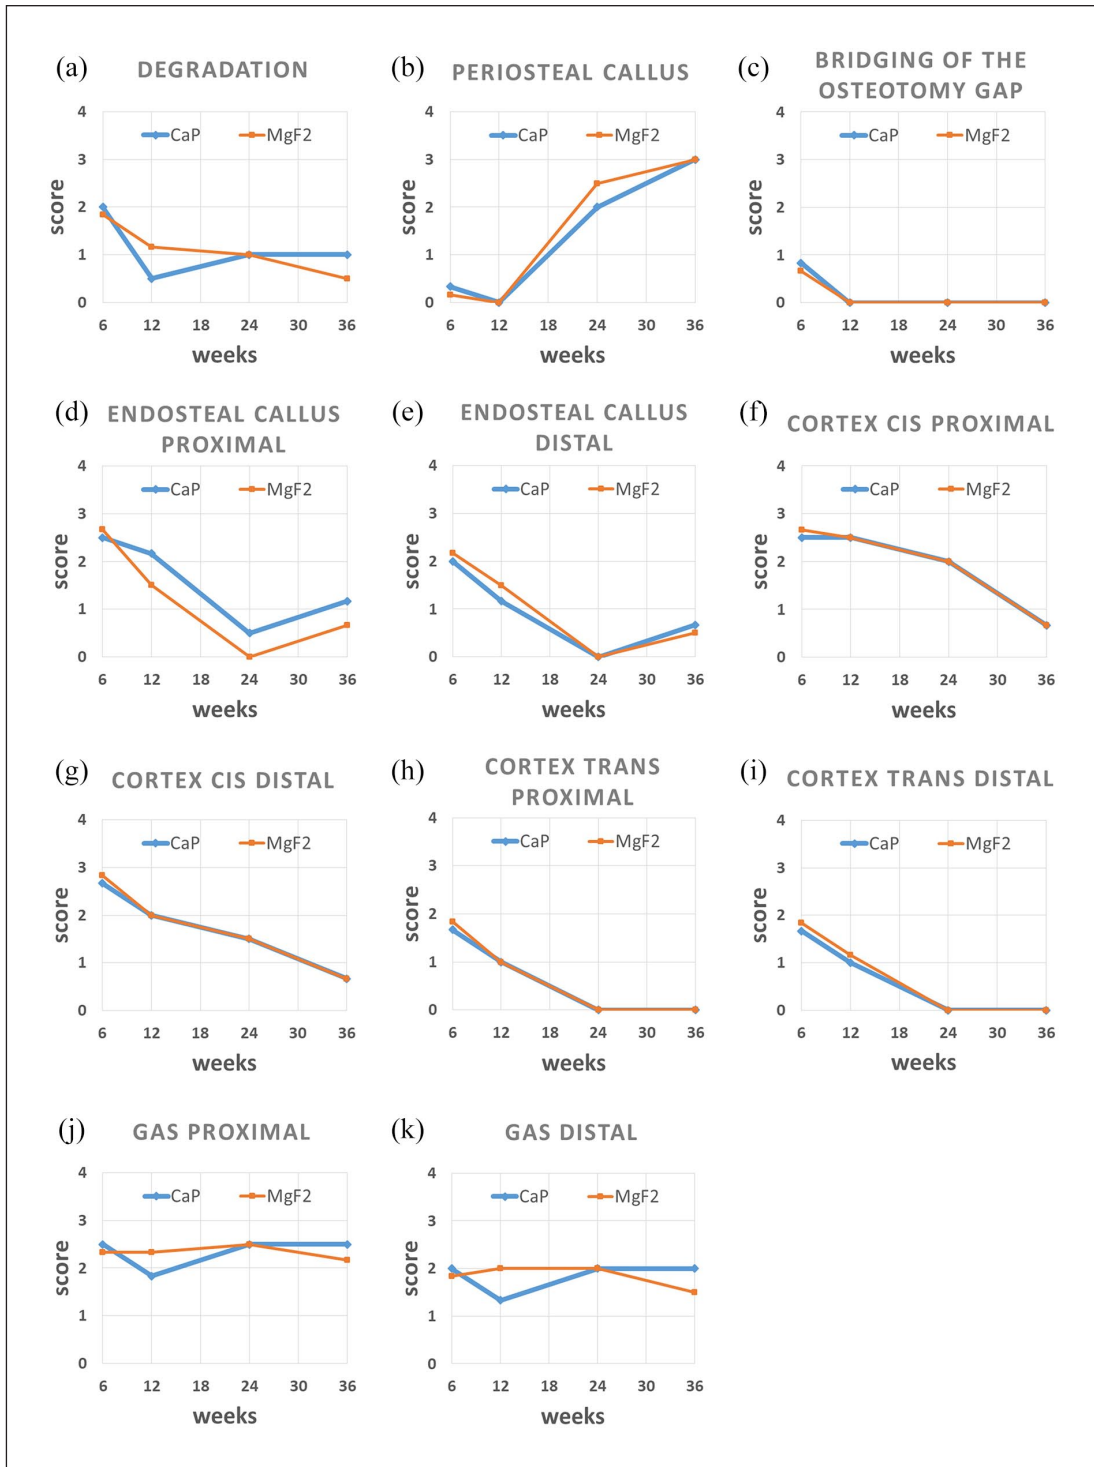 (a) DEGRADATION
CaP MgF2
4
3
2
1
0
score
6 12 18 24 30 36
weeks
(b) PERIOSTEAL CALLUS
CaP MgF2
4
3
2
1
0
score
6 12 18 24 30 36
weeks
(c) BRIDGING OF THE
OSTEOTOMY GAP
CaP MgF2
4
3
2
1
0
score
6 12 18 24 30 36
weeks
(d) ENDOSTEAL CALLUS
PROXIMAL
CaP MgF2
4
3
2
1
0
score
6 12 18 24 30 36
weeks
(e) ENDOSTEAL CALLUS
DISTAL
CaP MgF2
4
3
2
1
0
score
6 12 18 24 30 36
weeks
(f) CORTEX CIS PROXIMAL
CaP MgF2
4
3
2
1
0
score
6 12 18 24 30 36
weeks
(g) CORTEX CIS DISTAL
CaP MgF2
4
3
2
1
0
score
6 12 18 24 30 36
weeks
(h) CORTEX TRANS
PROXIMAL
CaP MgF2
4
3
2
1
0
score
6 12 18 24 30 36
weeks
(i) CORTEX TRANS DISTAL
CaP MgF2
4
3
2
1
0
score
6 12 18 24 30 36
weeks
(j) GAS PROXIMAL
CaP MgF2
4
3
2
1
0
score
6 12 18 24 30 36
weeks
(k) GAS DISTAL
CaP MgF2
4
3
2
1
0
score
6 12 18 24 30 36
weeks